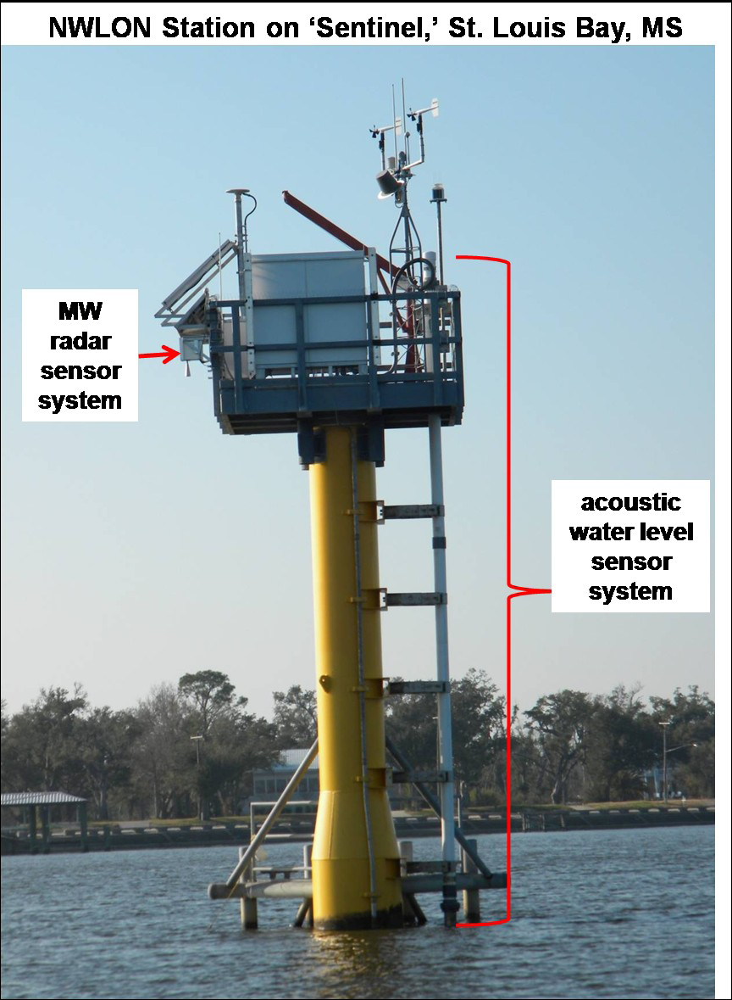 NWLON Station on ‘Sentinel,’ St. Louis Bay, MS
MW
radar
sensor
system
acoustic
water level
sensor
system